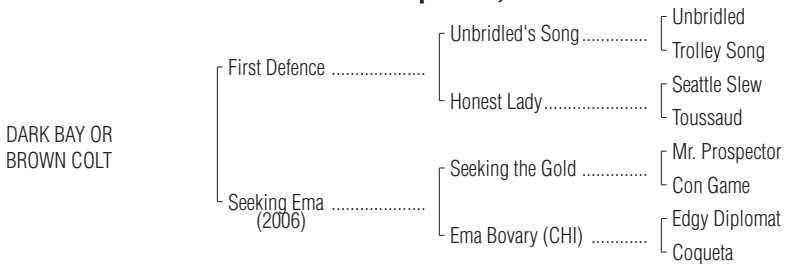 Unbridled
Unbridled's Song ..............
Trolley Song
First Defence .....................
Seattle Slew
Honest Lady.......................
Toussaud
DARK BAY OR
BROWN COLT
Mr. Prospector
Seeking the Gold ..............
Con Game
Seeking Ema .....................
(2006)
Edgy Diplomat
Ema Bovary (CHI) ............
Coqueta